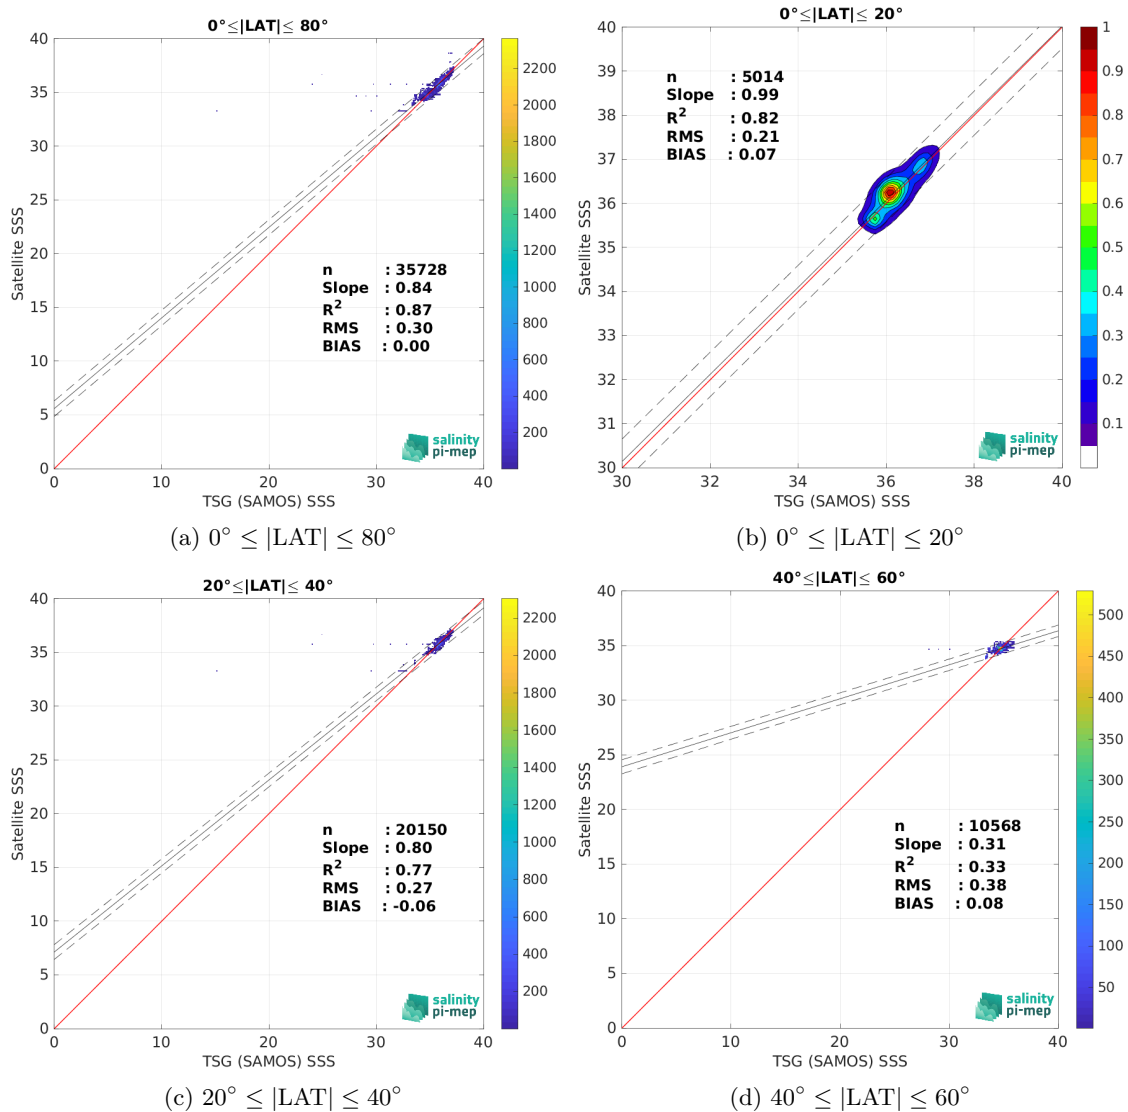 0°≤|LAT|≤ 80°
40
35
30
25
20
15
10
5
0
Satellite SSS
n : 35728
Slope : 0.84
R² : 0.87
RMS : 0.30
BIAS : 0.00
salinity
pi-mep
0 10 20 30 40
TSG (SAMOS) SSS
2200
2000
1800
1600
1400
1200
1000
800
600
400
200
(a) 0° ≤ |LAT| ≤ 80°
0°≤|LAT|≤ 20°
40
39
38
37
36
35
34
33
32
31
30
Satellite SSS
n : 5014
Slope : 0.99
R² : 0.82
RMS : 0.21
BIAS : 0.07
salinity
pi-mep
30 32 34 36 38 40
TSG (SAMOS) SSS
1
0.9
0.8
0.7
0.6
0.5
0.4
0.3
0.2
0.1
(b) 0° ≤ |LAT| ≤ 20°
20°≤|LAT|≤ 40°
40
35
30
25
20
15
10
5
0
Satellite SSS
n : 20150
Slope : 0.80
R² : 0.77
RMS : 0.27
BIAS : -0.06
salinity
pi-mep
0 10 20 30 40
TSG (SAMOS) SSS
2200
2000
1800
1600
1400
1200
1000
800
600
400
200
(c) 20° ≤ |LAT| ≤ 40°
40°≤|LAT|≤ 60°
40
35
30
25
20
15
10
5
0
Satellite SSS
n : 10568
Slope : 0.31
R² : 0.33
RMS : 0.38
BIAS : 0.08
salinity
pi-mep
0 10 20 30 40
TSG (SAMOS) SSS
500
450
400
350
300
250
200
150
100
50
(d) 40° ≤ |LAT| ≤ 60°